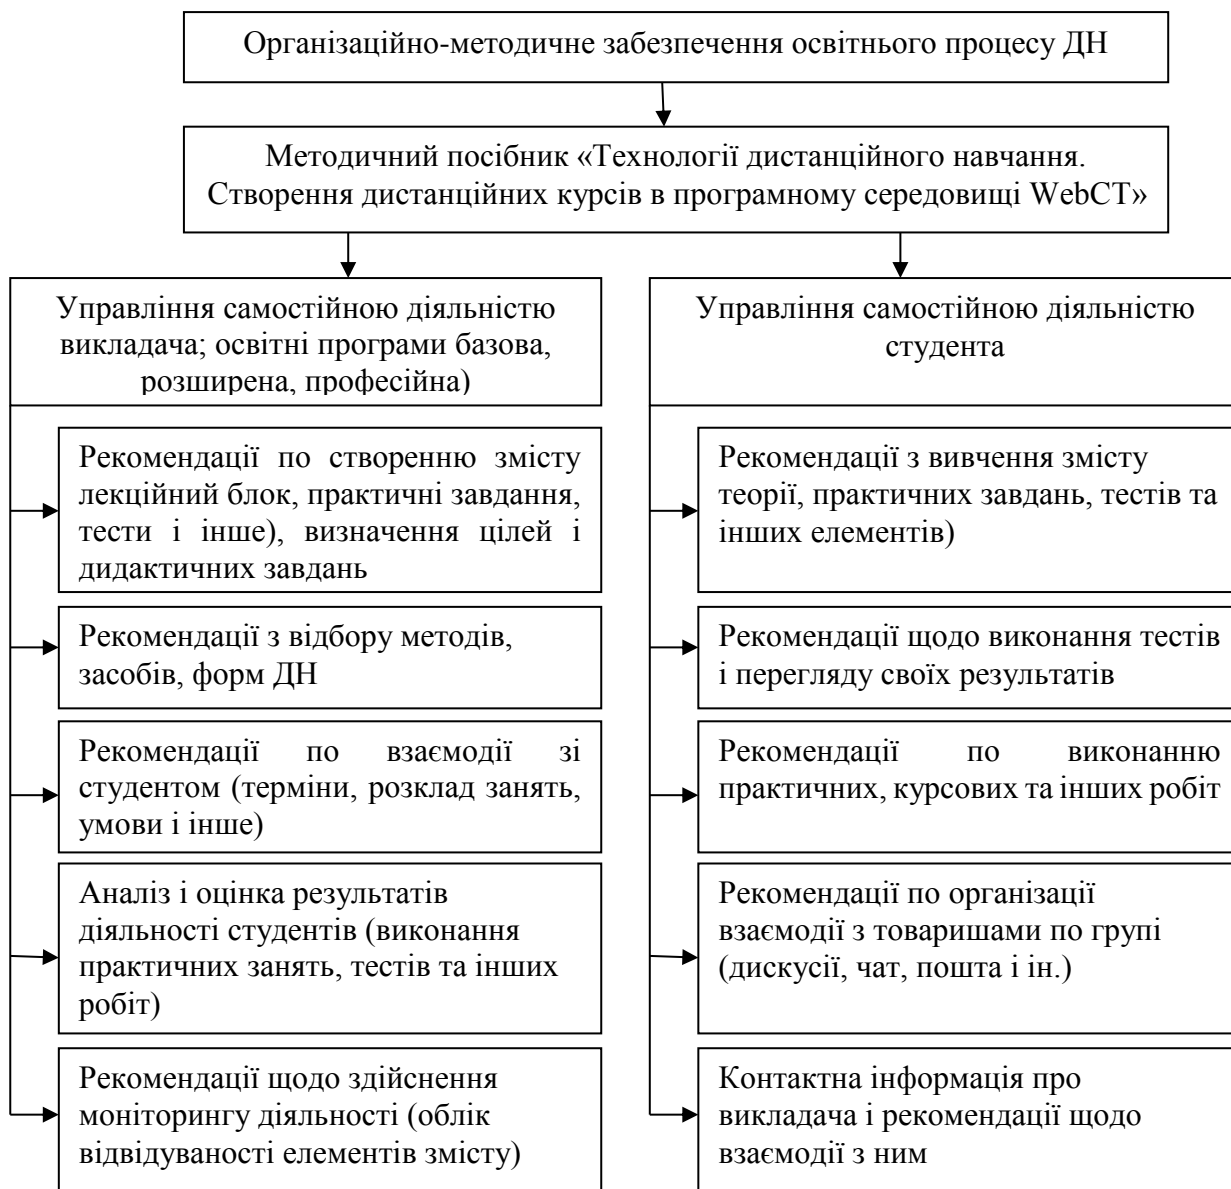 Організаційно-методичне забезпечення освітнього процесу ДН
Методичний посібник «Технології дистанційного навчання.
Створення дистанційних курсів в програмному середовищі WebCT»
Управління самостійною діяльністю
викладача; освітні програми базова,
розширена, професійна)
Рекомендації по створенню змісту
лекційний блок, практичні завдання,
тести і інше), визначення цілей і
дидактичних завдань
Рекомендації з відбору методів,
засобів, форм ДН
Рекомендації по взаємодії зі
студентом (терміни, розклад занять,
умови і інше)
Аналіз і оцінка результатів
діяльності студентів (виконання
практичних занять, тестів та інших
робіт)
Рекомендації щодо здійснення
моніторингу діяльності (облік
відвідуваності елементів змісту)
Управління самостійною діяльністю
студента
Рекомендації з вивчення змісту
теорії, практичних завдань, тестів та
інших елементів)
Рекомендації щодо виконання тестів
і перегляду своїх результатів
Рекомендації по виконанню
практичних, курсових та інших робіт
Рекомендації по організації
взаємодії з товаришами по групі
(дискусії, чат, пошта і ін.)
Контактна інформація про
викладача і рекомендації щодо
взаємодії з ним